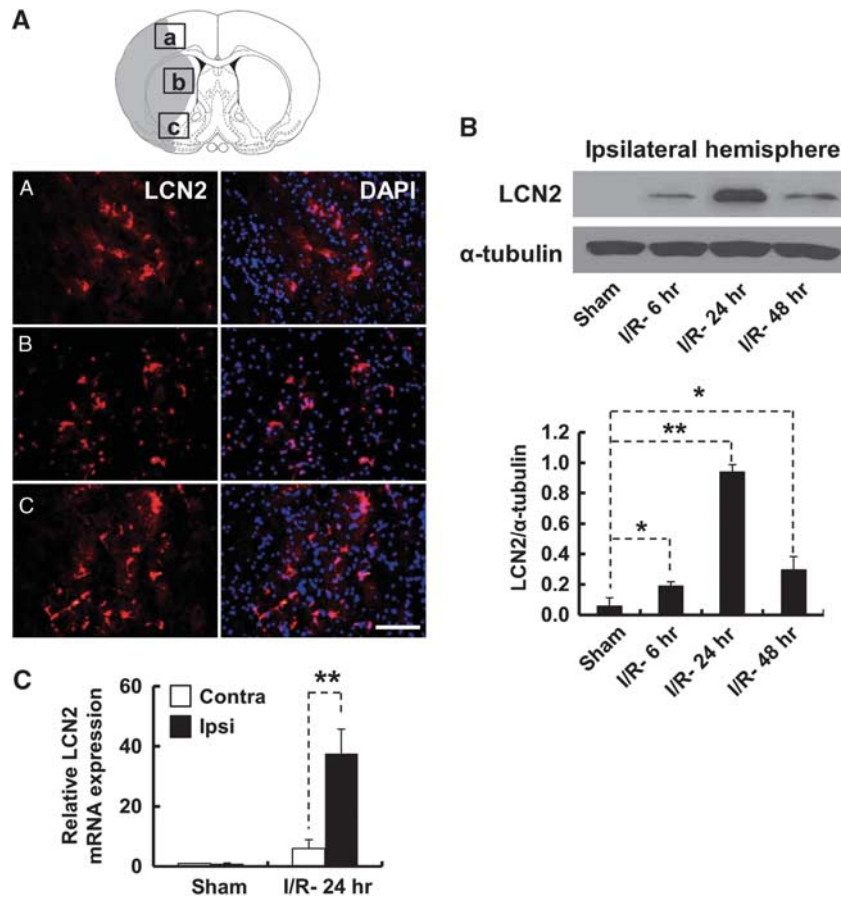 A
a
b
c
A LCN2 DAPI
B
C
B
Ipsilateral hemisphere
LCN2
α-tubulin
Sham I/R- 6 hr I/R- 24 hr I/R- 48 hr
*
**
*
LCN2/α-tubulin
1.2
1.0
0.8
0.6
0.4
0.2
0.0
Sham I/R- 6 hr I/R- 24 hr I/R- 48 hr
C
Relative LCN2
mRNA expression
60
40
20
0
Contra
Ipsi
**
Sham I/R- 24 hr